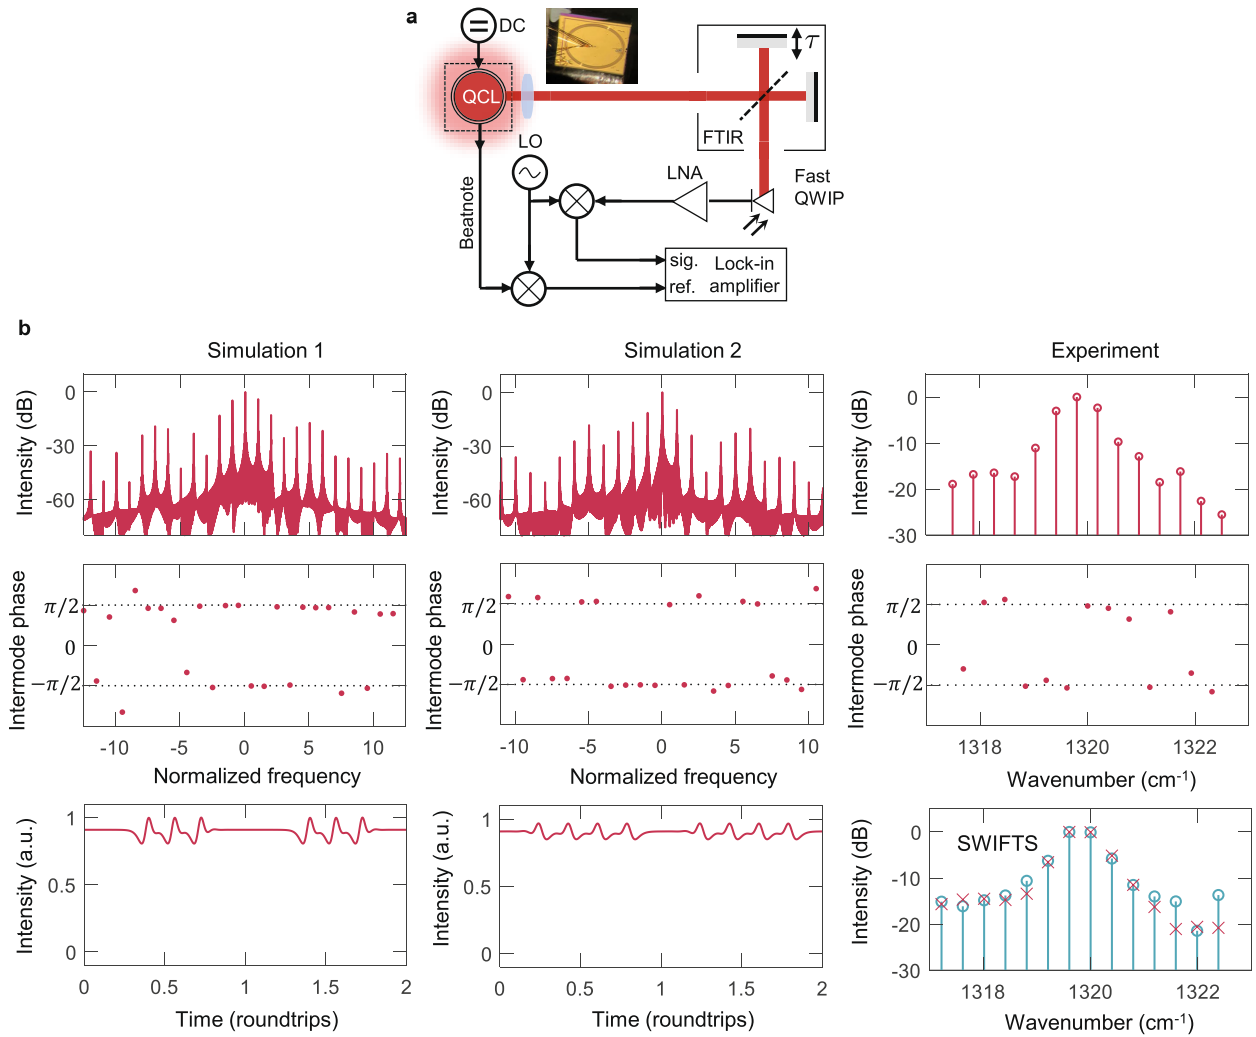 a
DC
QCL
τ
FTIR
LO
LNA
Fast
QWIP
Beatnote
sig.
ref.
Lock-in
amplifier
b
Simulation 1
Simulation 2
Experiment
Intensity (dB)
0
-30
-60
Intensity (dB)
0
-30
-60
Intensity (dB)
0
-10
-20
-30
Intermode phase
π/2
0
−π/2
-10
-5
0
5
10
Normalized frequency
Intermode phase
π/2
0
−π/2
-10
-5
0
5
10
Normalized frequency
Intermode phase
π/2
0
−π/2
1318
1320
1322
Wavenumber (cm-1)
Intensity (a.u.)
1
0.5
0
0
0.5
1
1.5
2
Time (roundtrips)
Intensity (a.u.)
1
0.5
0
0
0.5
1
1.5
2
Time (roundtrips)
Intensity (dB)
SWIFTS
0
-10
-20
-30
1318
1320
1322
Wavenumber (cm-1)